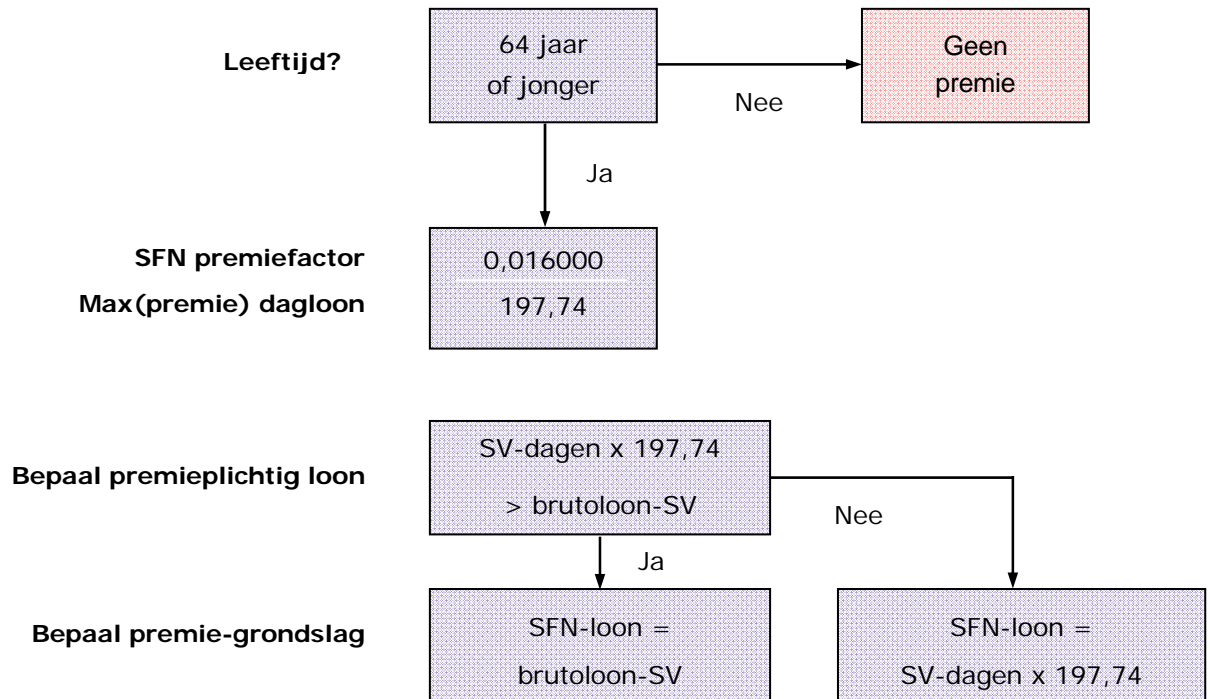 Leeftijd?
64 jaar
of jonger
Nee
Geen
premie
Ja
SFN premiefactor
0,016000
Max(premie) dagloon
197,74
Bepaal premieplichtig loon
SV-dagen x 197,74
> brutoloon-SV
Nee
Ja
Bepaal premie-grondslag
SFN-loon =
brutoloon-SV
SFN-loon =
SV-dagen x 197,74